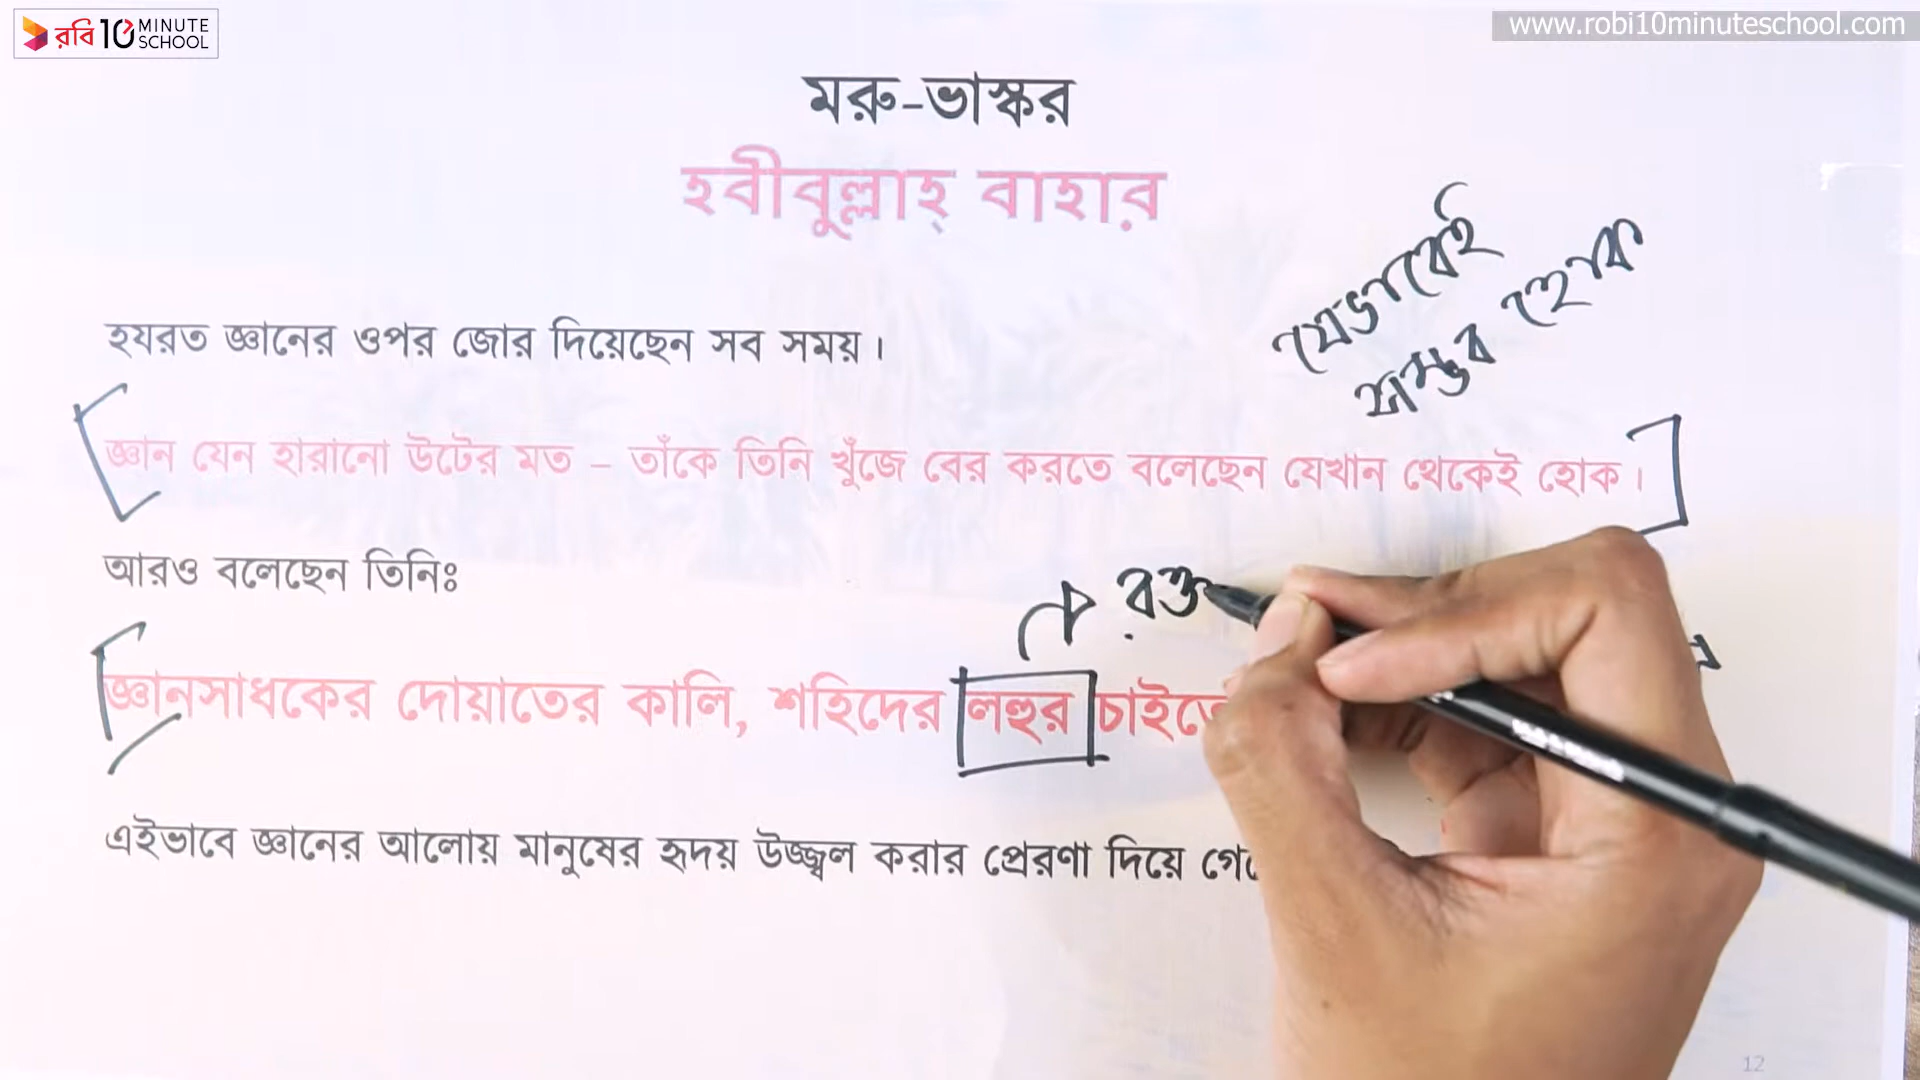 রবি 10 MINUTE SCHOOL
www.robi10minuteschool.com
মরু-ভাস্কর
হবীবুল্লাহ্ বাহার
যেভাবেই
সম্ভব হোক
হযরত জ্ঞানের ওপর জোর দিয়েছেন সব সময়।
জ্ঞান যেন হারানো উটের মত – তাঁকে তিনি খুঁজে বের করতে বলেছেন যেখান থেকেই হোক।
আরও বলেছেন তিনিঃ
রক্ত
জ্ঞানসাধকের দোয়াতের কালি, শহিদের লহুর চাইতে
এইভাবে জ্ঞানের আলোয় মানুষের হৃদয় উজ্জ্বল করার প্রেরণা দিয়ে
12